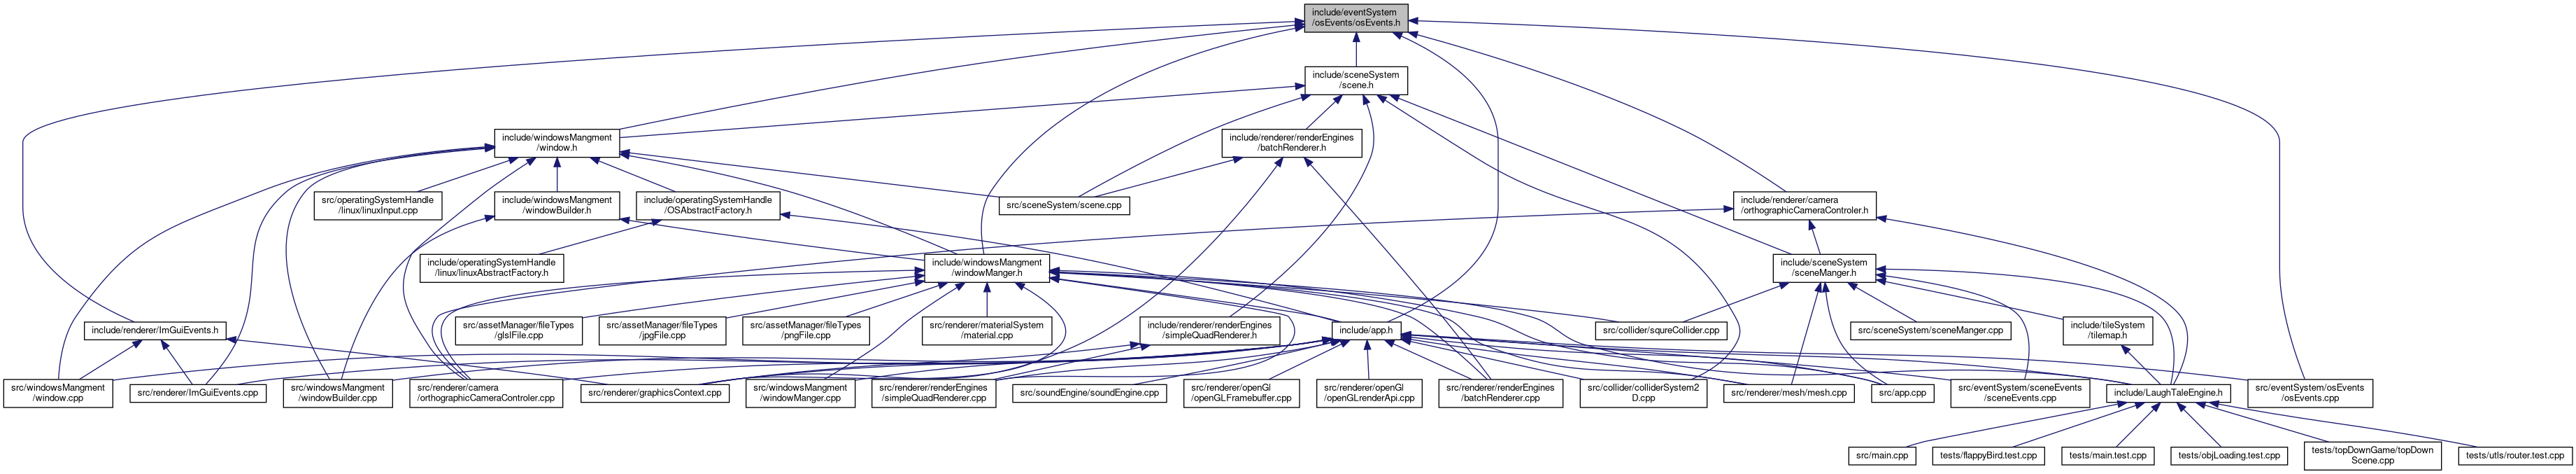 include/eventSystem
/osEvents/osEvents.h
include/sceneSystem
/scene.h
include/windowsMangment
/window.h
include/renderer/renderEngines
/batchRenderer.h
src/operatingSystemHandle
/linux/linuxInput.cpp
include/windowsMangment
/windowBuilder.h
include/operatingSystemHandle
/OSAbstractFactory.h
src/sceneSystem/scene.cpp
include/renderer/camera
/orthographicCameraControler.h
include/operatingSystemHandle
/linux/linuxAbstractFactory.h
include/windowsMangment
/windowManger.h
include/sceneSystem
/sceneManger.h
include/renderer/ImGuiEvents.h
src/assetManager/fileTypes
/glslFile.cpp
src/assetManager/fileTypes
/jpgFile.cpp
src/assetManager/fileTypes
/pngFile.cpp
src/renderer/materialSystem
/material.cpp
include/renderer/renderEngines
/simpleQuadRenderer.h
include/app.h
src/collider/squreCollider.cpp
src/sceneSystem/sceneManger.cpp
include/tileSystem
/tilemap.h
src/windowsMangment
/window.cpp
src/renderer/ImGuiEvents.cpp
src/windowsMangment
/windowBuilder.cpp
src/renderer/camera
/orthographicCameraControler.cpp
src/renderer/graphicsContext.cpp
src/windowsMangment
/windowManger.cpp
src/renderer/renderEngines
/simpleQuadRenderer.cpp
src/soundEngine/soundEngine.cpp
src/renderer/openGl
/openGLFramebuffer.cpp
src/renderer/openGl
/openGLrenderApi.cpp
src/renderer/renderEngines
/batchRenderer.cpp
src/collider/colliderSystem2
D.cpp
src/renderer/mesh/mesh.cpp
src/app.cpp
src/eventSystem/sceneEvents
/sceneEvents.cpp
include/LaughTaleEngine.h
src/eventSystem/osEvents
/osEvents.cpp
src/main.cpp
tests/flappyBird.test.cpp
tests/main.test.cpp
tests/objLoading.test.cpp
tests/topDownGame/topDown
Scene.cpp
tests/utls/router.test.cpp